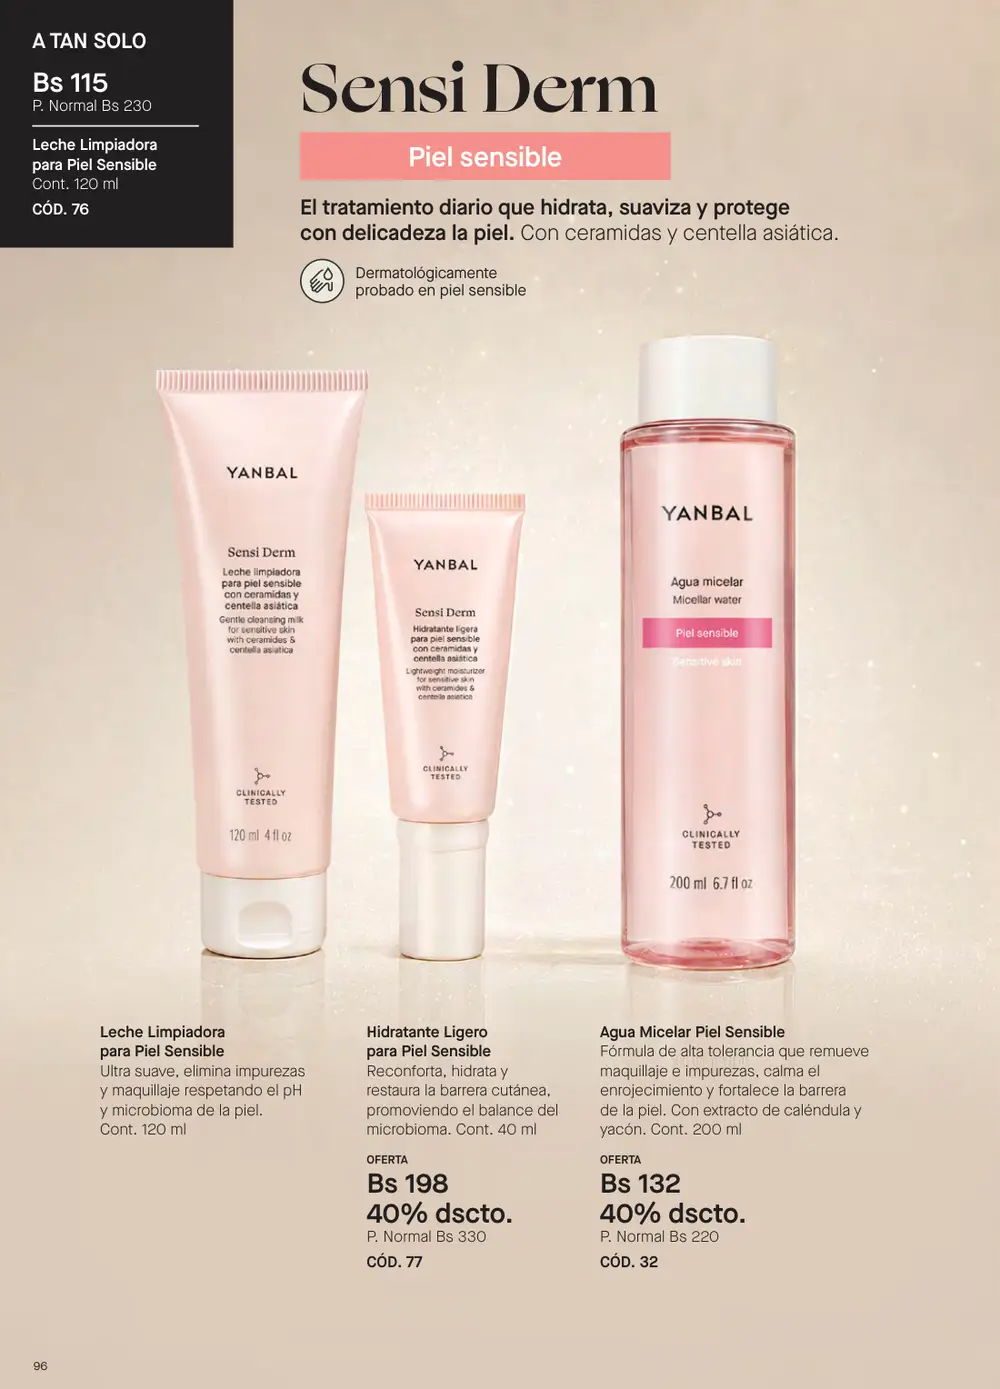 A TAN SOLO
Bs 115
P. Normal Bs 230
Leche Limpiadora
para Piel Sensible
Cont. 120 ml
CÓD. 76
Sensi Derm
Piel sensible
El tratamiento diario que hidrata, suaviza y protege
con delicadeza la piel. Con ceramidas y centella asiática.
Dermatológicamente
probado en piel sensible
YANBAL
Sensi Derm
Leche limpiadora
para piel sensible
con ceramidas y
centella asiática
Gentle cleansing milk
for sensitive skin
with ceramides &
centella asiatica
CLINICALLY
TESTED
120 ml 4 fl oz
YANBAL
Sensi Derm
Hidratante ligera
para piel sensible
con ceramidas y
centella asiática
Lightweight moisturizer
for sensitive skin
with ceramides &
centella asiatica
CLINICALLY
TESTED
YANBAL
Agua micelar
Micellar water
Piel sensible
Sensitive skin
CLINICALLY
TESTED
200 ml 6.7 fl oz
Leche Limpiadora
para Piel Sensible
Ultra suave, elimina impurezas
y maquillaje respetando el pH
y microbioma de la piel.
Cont. 120 ml
Hidratante Ligero
para Piel Sensible
Reconforta, hidrata y
restaura la barrera cutánea,
promoviendo el balance del
microbioma. Cont. 40 ml
OFERTA
Bs 198
40% dscto.
P. Normal Bs 330
CÓD. 77
Agua Micelar Piel Sensible
Fórmula de alta tolerancia que remueve
maquillaje e impurezas, calma el
enrojecimiento y fortalece la barrera
de la piel. Con extracto de caléndula y
yacón. Cont. 200 ml
OFERTA
Bs 132
40% dscto.
P. Normal Bs 220
CÓD. 32
96